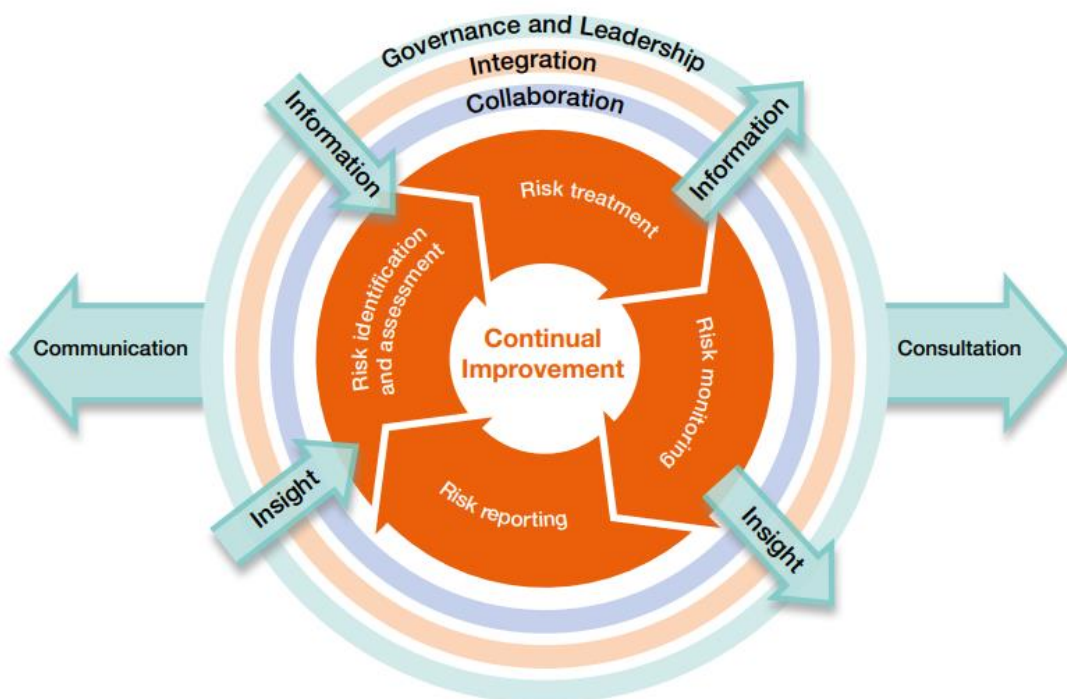 Governance and Leadership
Integration
Collaboration
Information
Information
Risk treatment
Risk identification
and assessment
Continual
Improvement
Risk monitoring
Communication
Consultation
Risk reporting
Insight
Insight